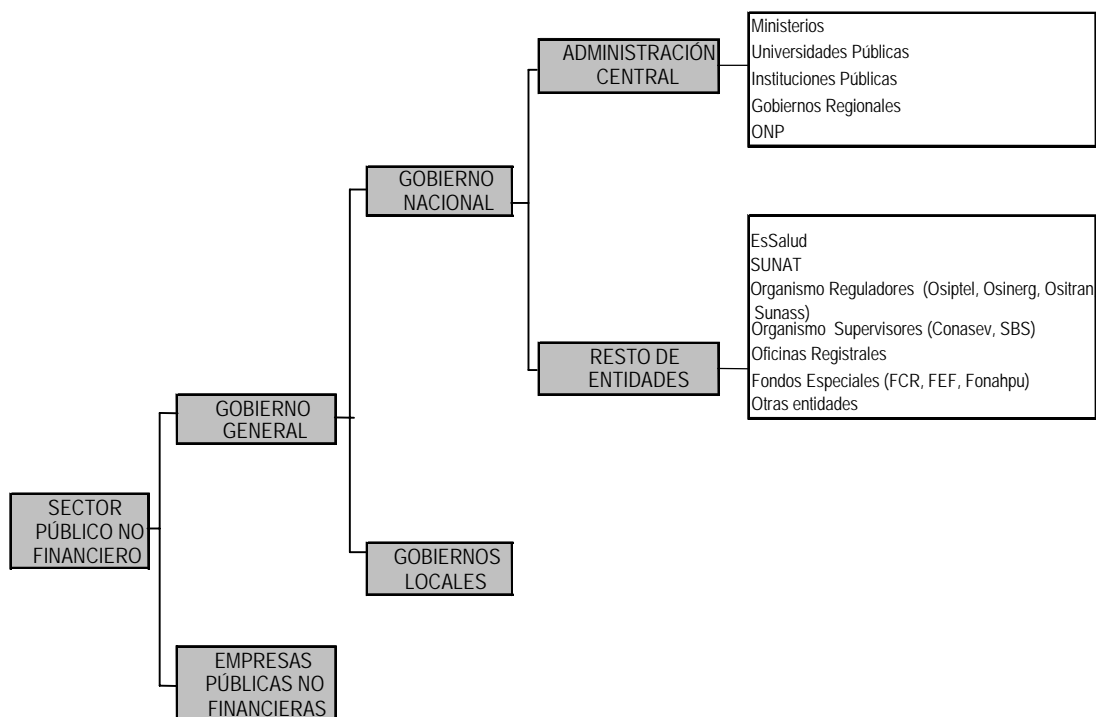 Ministerios
ADMINISTRACIÓN
CENTRAL
Universidades Públicas
Instituciones Públicas
Gobiernos Regionales
ONP
GOBIERNO
NACIONAL
EsSalud
SUNAT
Organismo Reguladores (Osiptel, Osinerg, Ositran
Sunass)
Organismo Supervisores (Conasev, SBS)
Oficinas Registrales
Fondos Especiales (FCR, FEF, Fonahpu)
Otras entidades
RESTO DE
ENTIDADES
GOBIERNO
GENERAL
SECTOR
PÚBLICO NO
FINANCIERO
GOBIERNOS
LOCALES
EMPRESAS
PÚBLICAS NO
FINANCIERAS